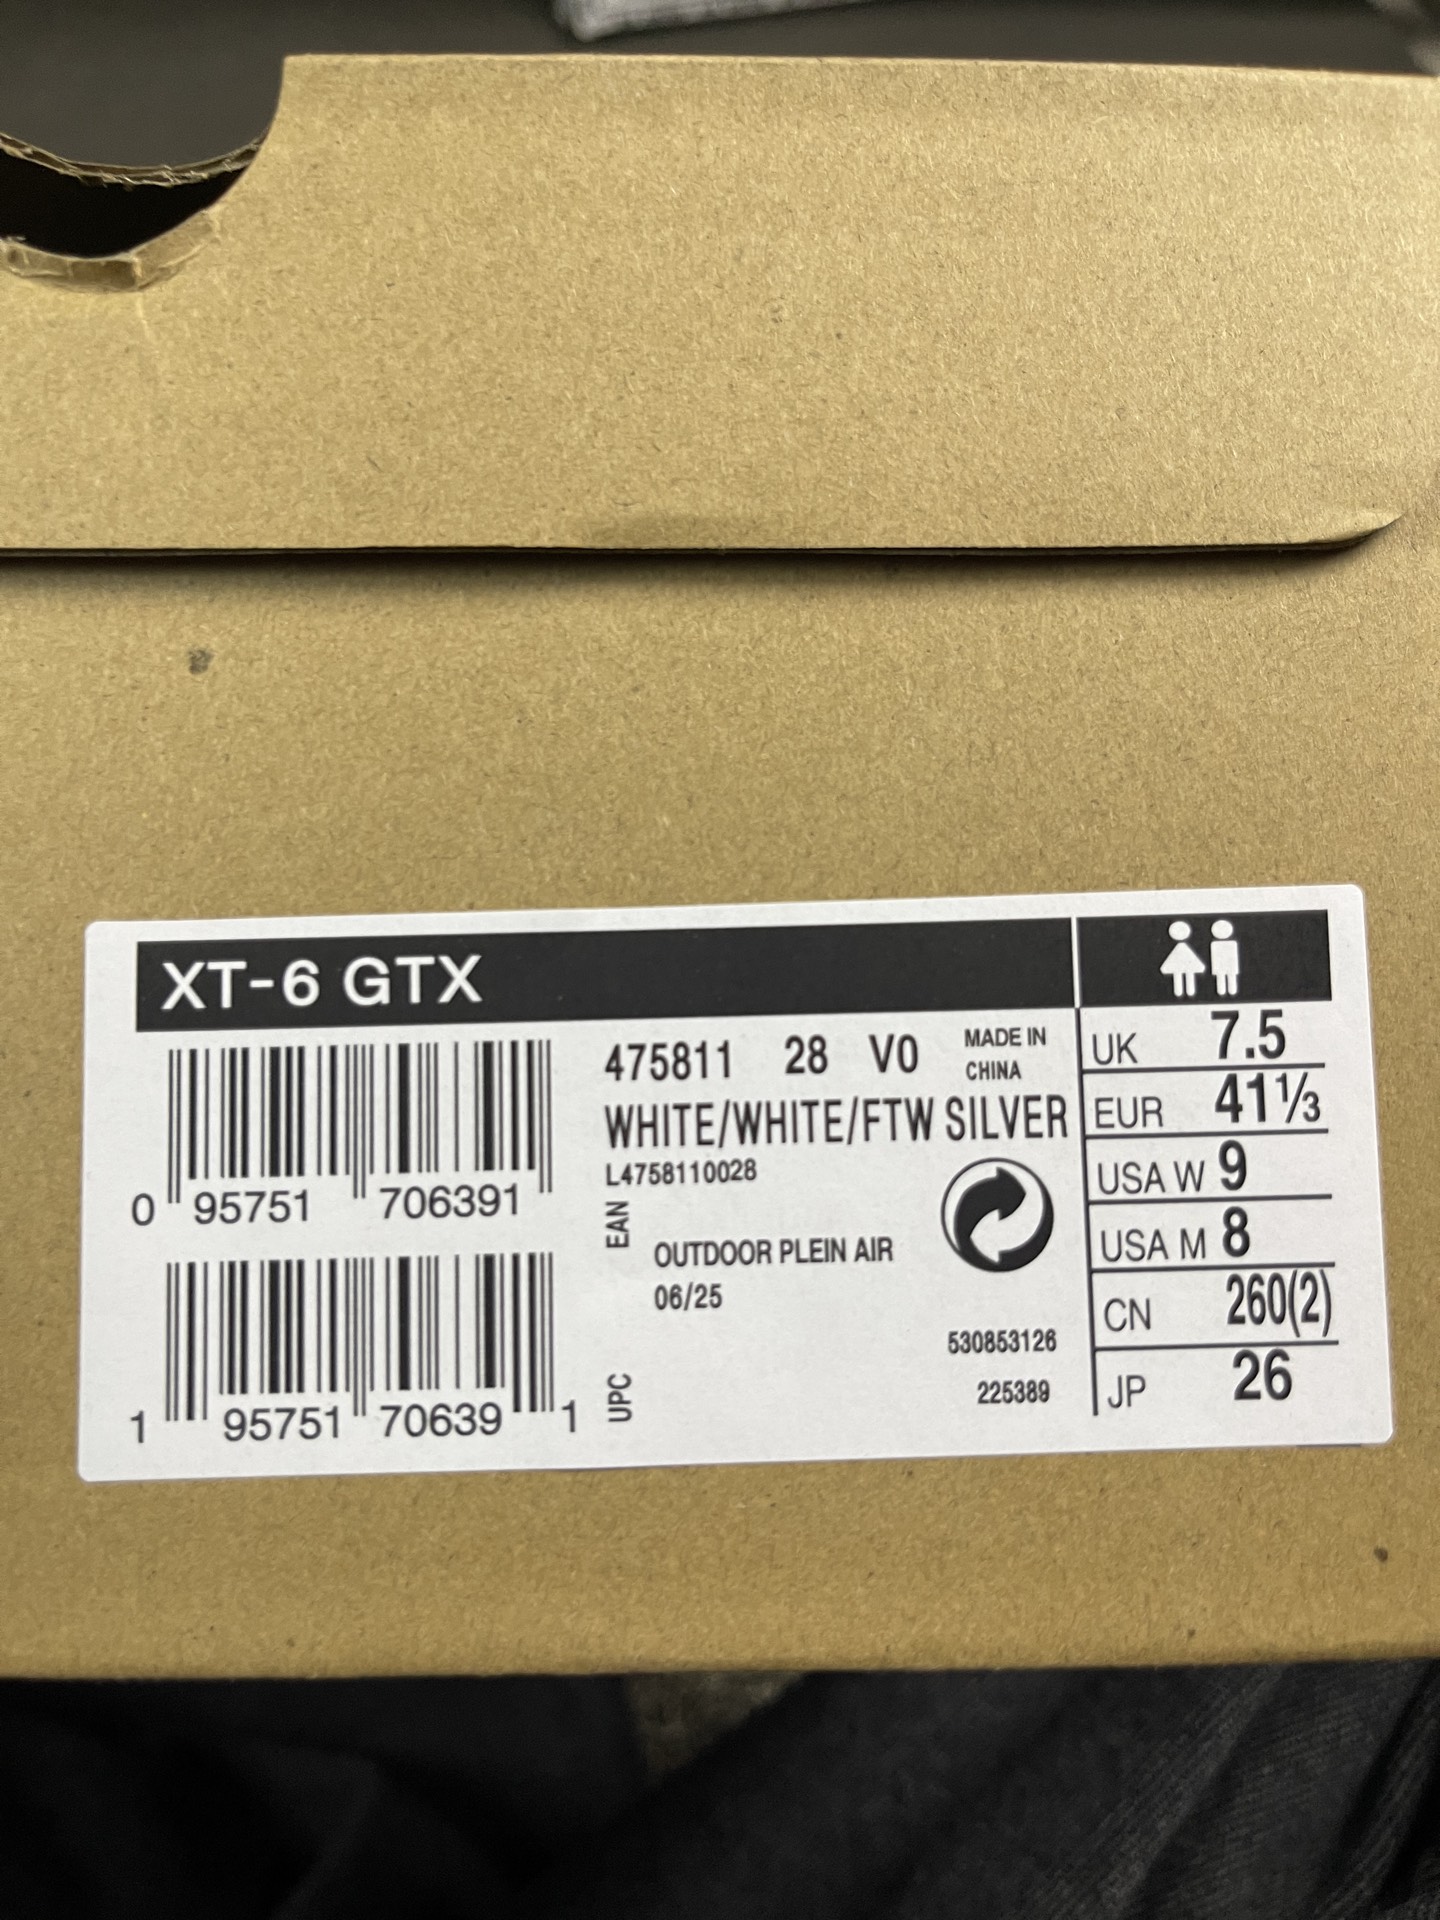 XT-6 GTX
475811 28 V0 MADE IN
CHINA
WHITE/WHITE/FTW SILVER
L4758110028
0 95751 706391
EAN
OUTDOOR PLEIN AIR
06/25
530853126
225389
1 95751 70639 1
UPC
UK 7.5
EUR 41⅓
USA W 9
USA M 8
CN 260(2)
JP 26